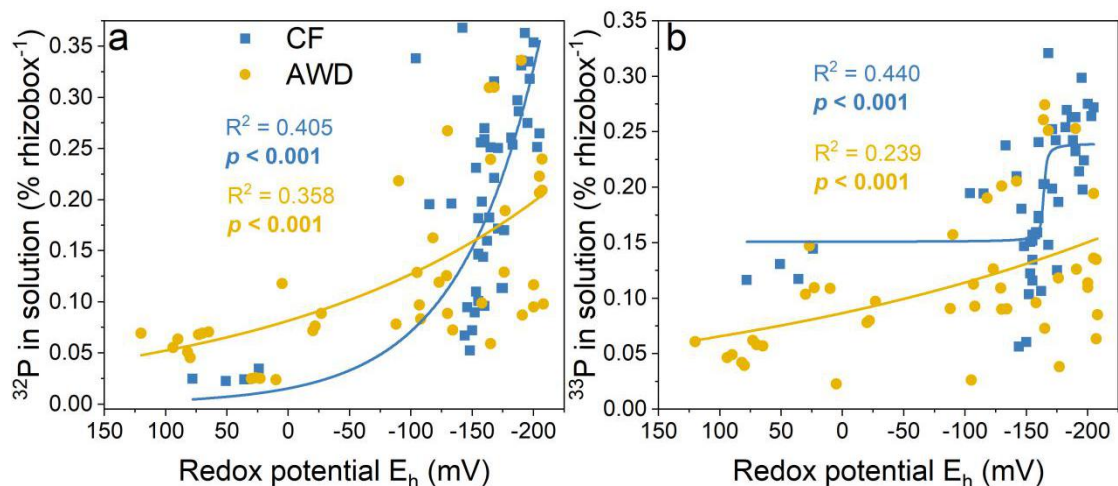 a
CF
AWD
R² = 0.405
p < 0.001
R² = 0.358
p < 0.001
³²P in solution (% rhizobox⁻¹)
0.35
0.30
0.25
0.20
0.15
0.10
0.05
0.00
150 100 50 0 -50 -100 -150 -200
Redox potential Eₕ (mV)
b
R² = 0.440
p < 0.001
R² = 0.239
p < 0.001
³³P in solution (% rhizobox⁻¹)
0.35
0.30
0.25
0.20
0.15
0.10
0.05
0.00
150 100 50 0 -50 -100 -150 -200
Redox potential Eₕ (mV)